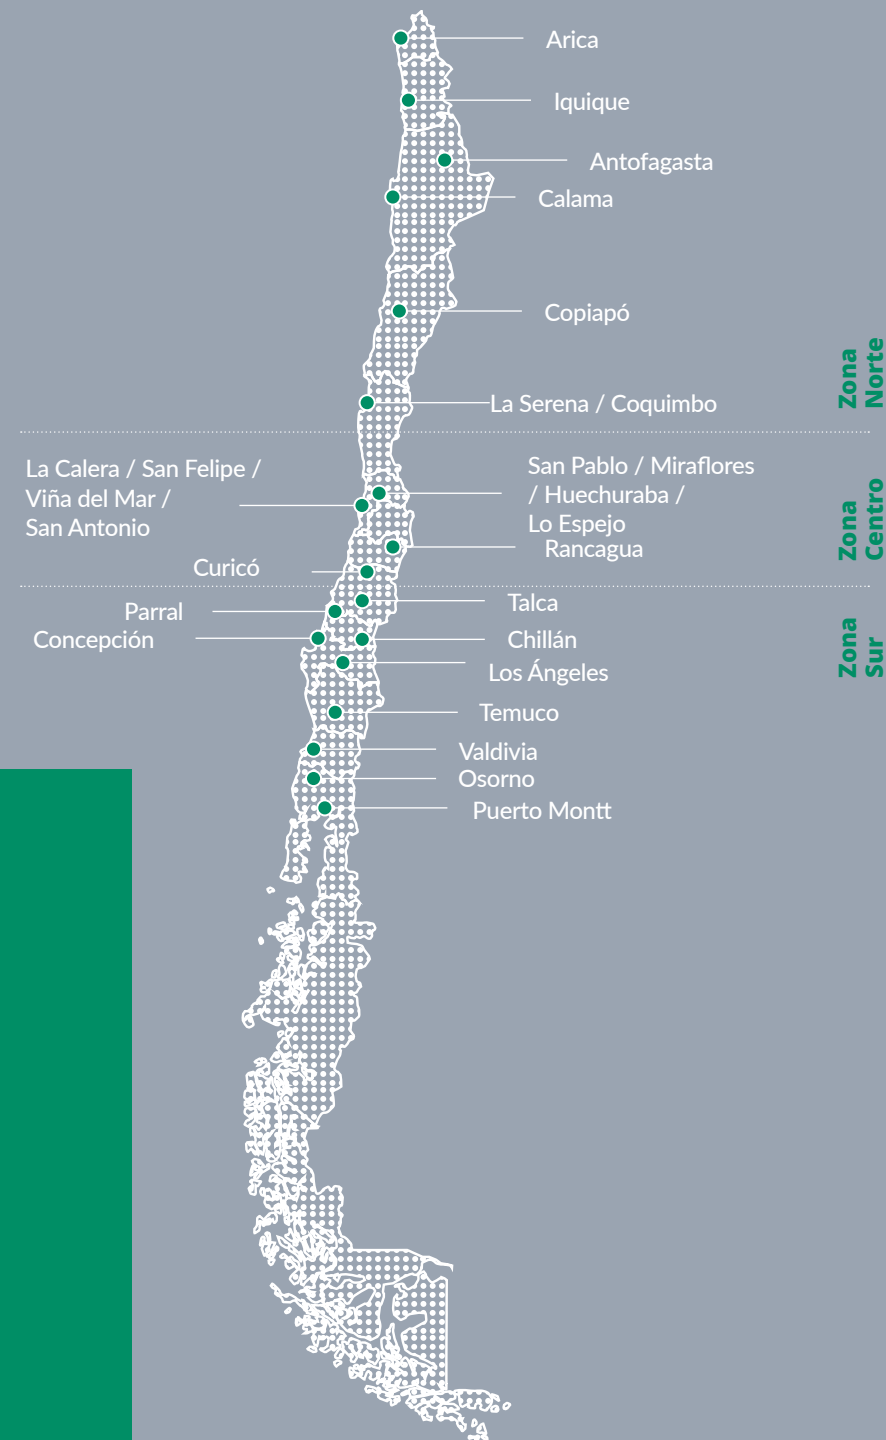 Arica
Iquique
Antofagasta
Calama
Copiapó
Zona
Norte
La Serena / Coquimbo
La Calera / San Felipe /
Viña del Mar /
San Antonio
San Pablo / Miraflores
/ Huechuraba /
Lo Espejo
Rancagua
Zona
Centro
Curicó
Parral
Talca
Concepción
Chillán
Zona
Sur
Los Ángeles
Temuco
Valdivia
Osorno
Puerto Montt